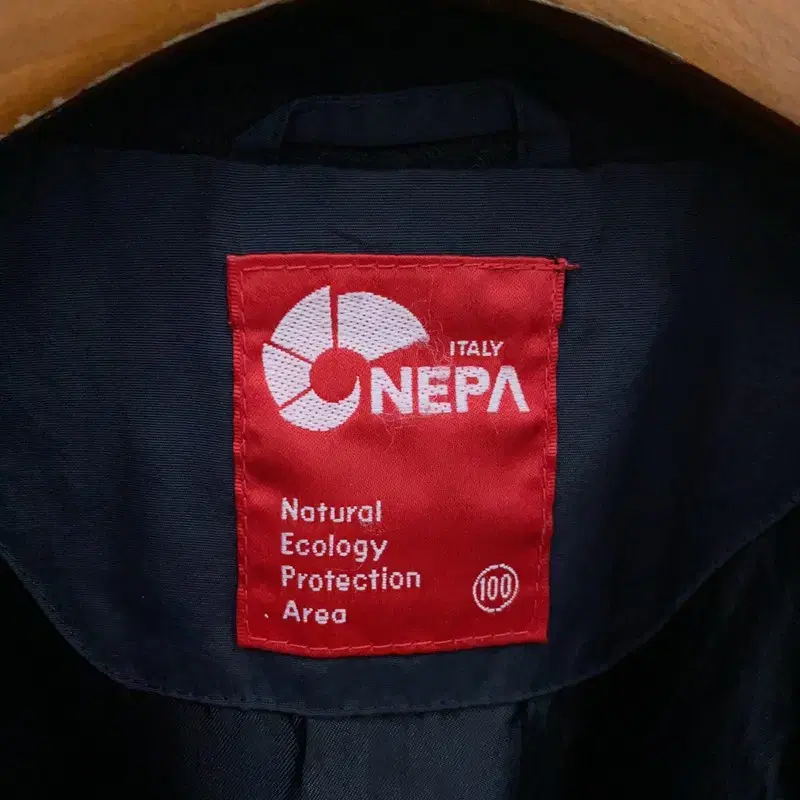 ITALY
NEPA
Natural
Ecology
Protection
Area
100